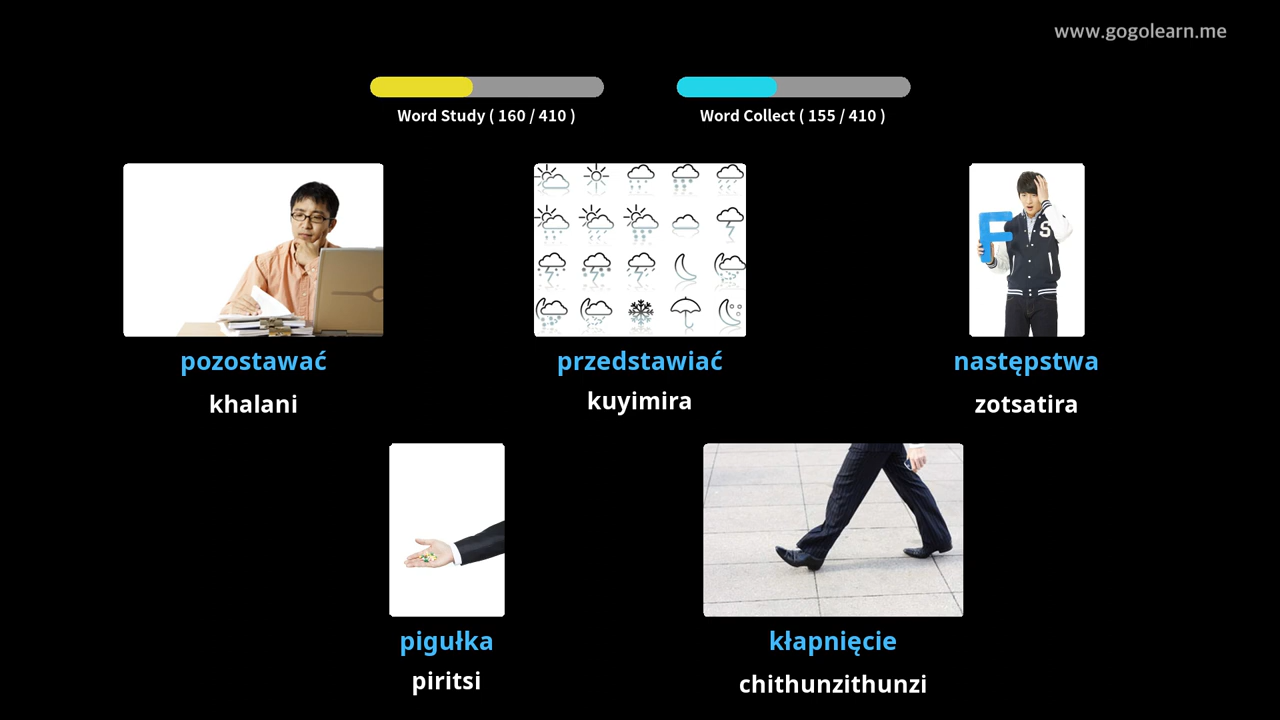 www.gogolearn.me
Word Study ( 160 / 410 )
Word Collect ( 155 / 410 )
F
S
pozostawać
przedstawiać
następstwa
khalani
kuyimira
zotsatira
pigułka
kłapnięcie
piritsi
chithunzithunzi